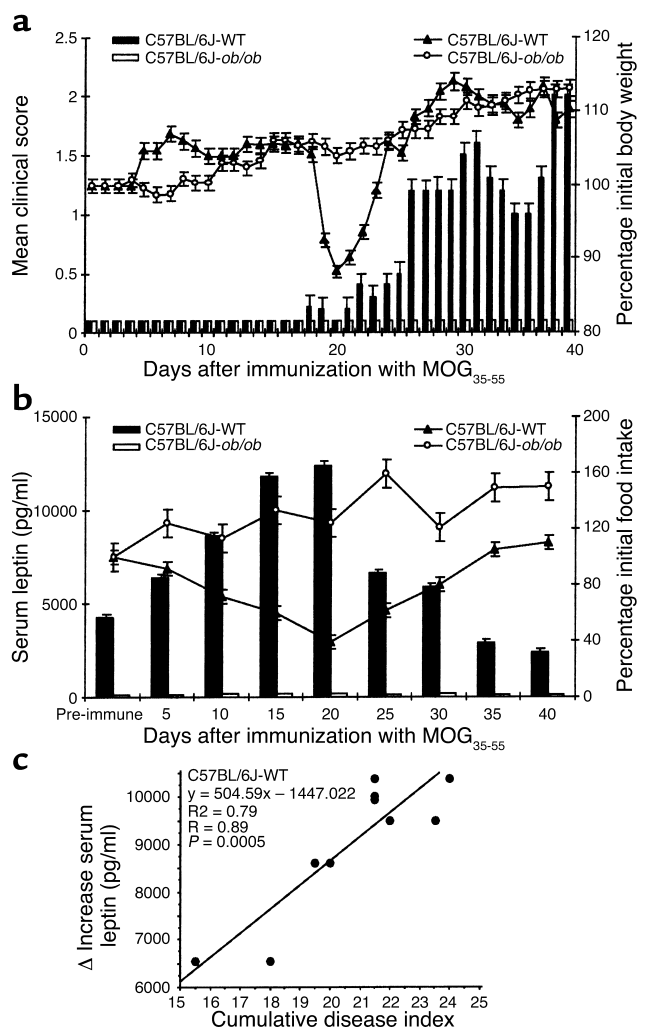 a
2.5
2
1.5
1
0.5
0
Mean clinical score
C57BL/6J-WT
C57BL/6J-ob/ob
C57BL/6J-WT
C57BL/6J-ob/ob
120
110
100
90
80
Percentage initial body weight
0 10 20 30 40
Days after immunization with MOG35-55
b
15000
10000
5000
0
Serum leptin (pg/ml)
C57BL/6J-WT
C57BL/6J-ob/ob
C57BL/6J-WT
C57BL/6J-ob/ob
200
160
120
80
40
0
Percentage initial food intake
Pre-immune 5 10 15 20 25 30 35 40
Days after immunization with MOG35-55
c
C57BL/6J-WT
y = 504.59x – 1447.022
R2 = 0.79
R = 0.89
P = 0.0005
10000
9000
8000
7000
6000
Δ Increase serum
leptin (pg/ml)
15 16 17 18 19 20 21 22 23 24 25
Cumulative disease index